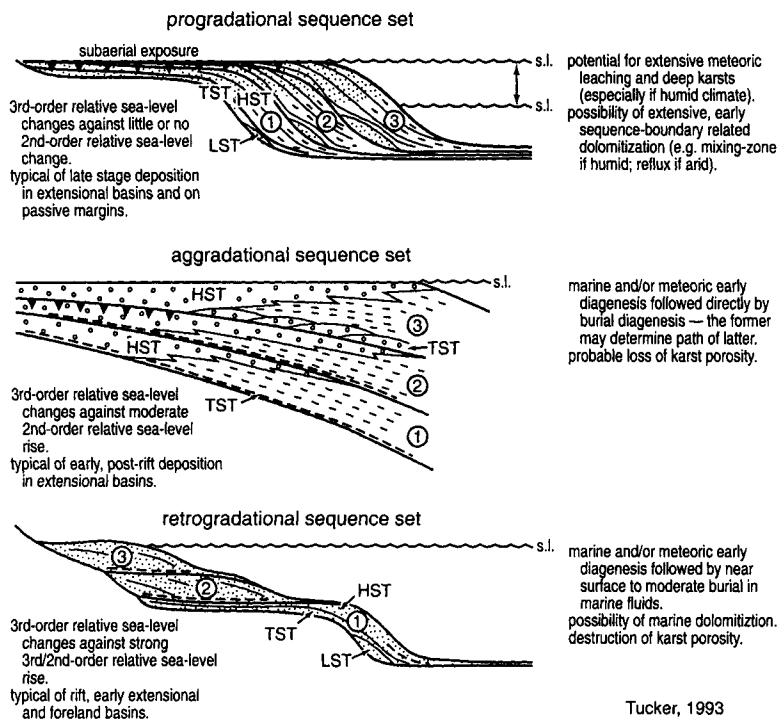 progradational sequence set
subaerial exposure
s.l.
s.l.
TST
HST
LST
1
2
3
3rd-order relative sea-level
changes against little or no
2nd-order relative sea-level
change.
typical of late stage deposition
in extensional basins and on
passive margins.
potential for extensive meteoric
leaching and deep karsts
(especially if humid climate).
possibility of extensive, early
sequence-boundary related
dolomitization (e.g. mixing-zone
if humid; reflux if arid).
aggradational sequence set
s.l.
HST
3
TST
HST
2
TST
1
3rd-order relative sea-level
changes against moderate
2nd-order relative sea-level
rise.
typical of early, post-rift deposition
in extensional basins.
marine and/or meteoric early
diagenesis followed directly by
burial diagenesis — the former
may determine path of latter.
probable loss of karst porosity.
retrogradational sequence set
s.l.
3
2
HST
1
TST
LST
3rd-order relative sea-level
changes against strong
3rd/2nd-order relative sea-level
rise.
typical of rift, early extensional
and foreland basins.
marine and/or meteoric early
diagenesis followed by near
surface to moderate burial in
marine fluids.
possibility of marine dolomitiztion.
destruction of karst porosity.
Tucker, 1993